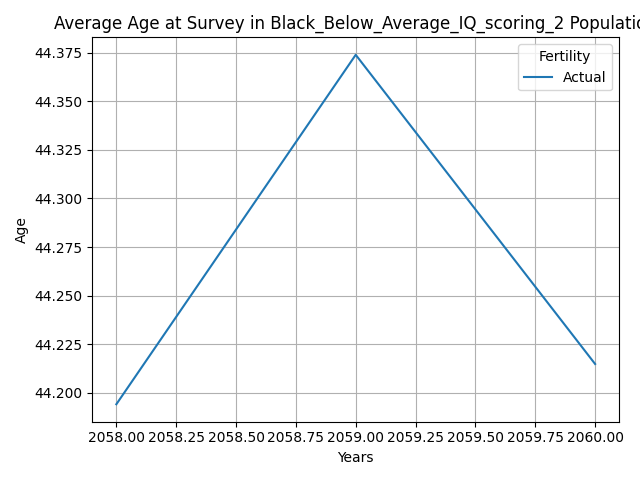 Average Age at Survey in Black_Below_Average_IQ_scoring_2 Populatio
Fertility
Actual
44.375
44.350
44.325
44.300
44.275
44.250
44.225
44.200
Age
2058.00 2058.25 2058.50 2058.75 2059.00 2059.25 2059.50 2059.75 2060.00
Years